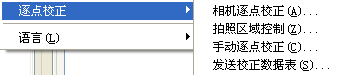 逐点校正
语言(L)
相机逐点校正(A)...
拍照区域控制(Z)...
手动逐点校正(C)...
发送校正数据表(S)...